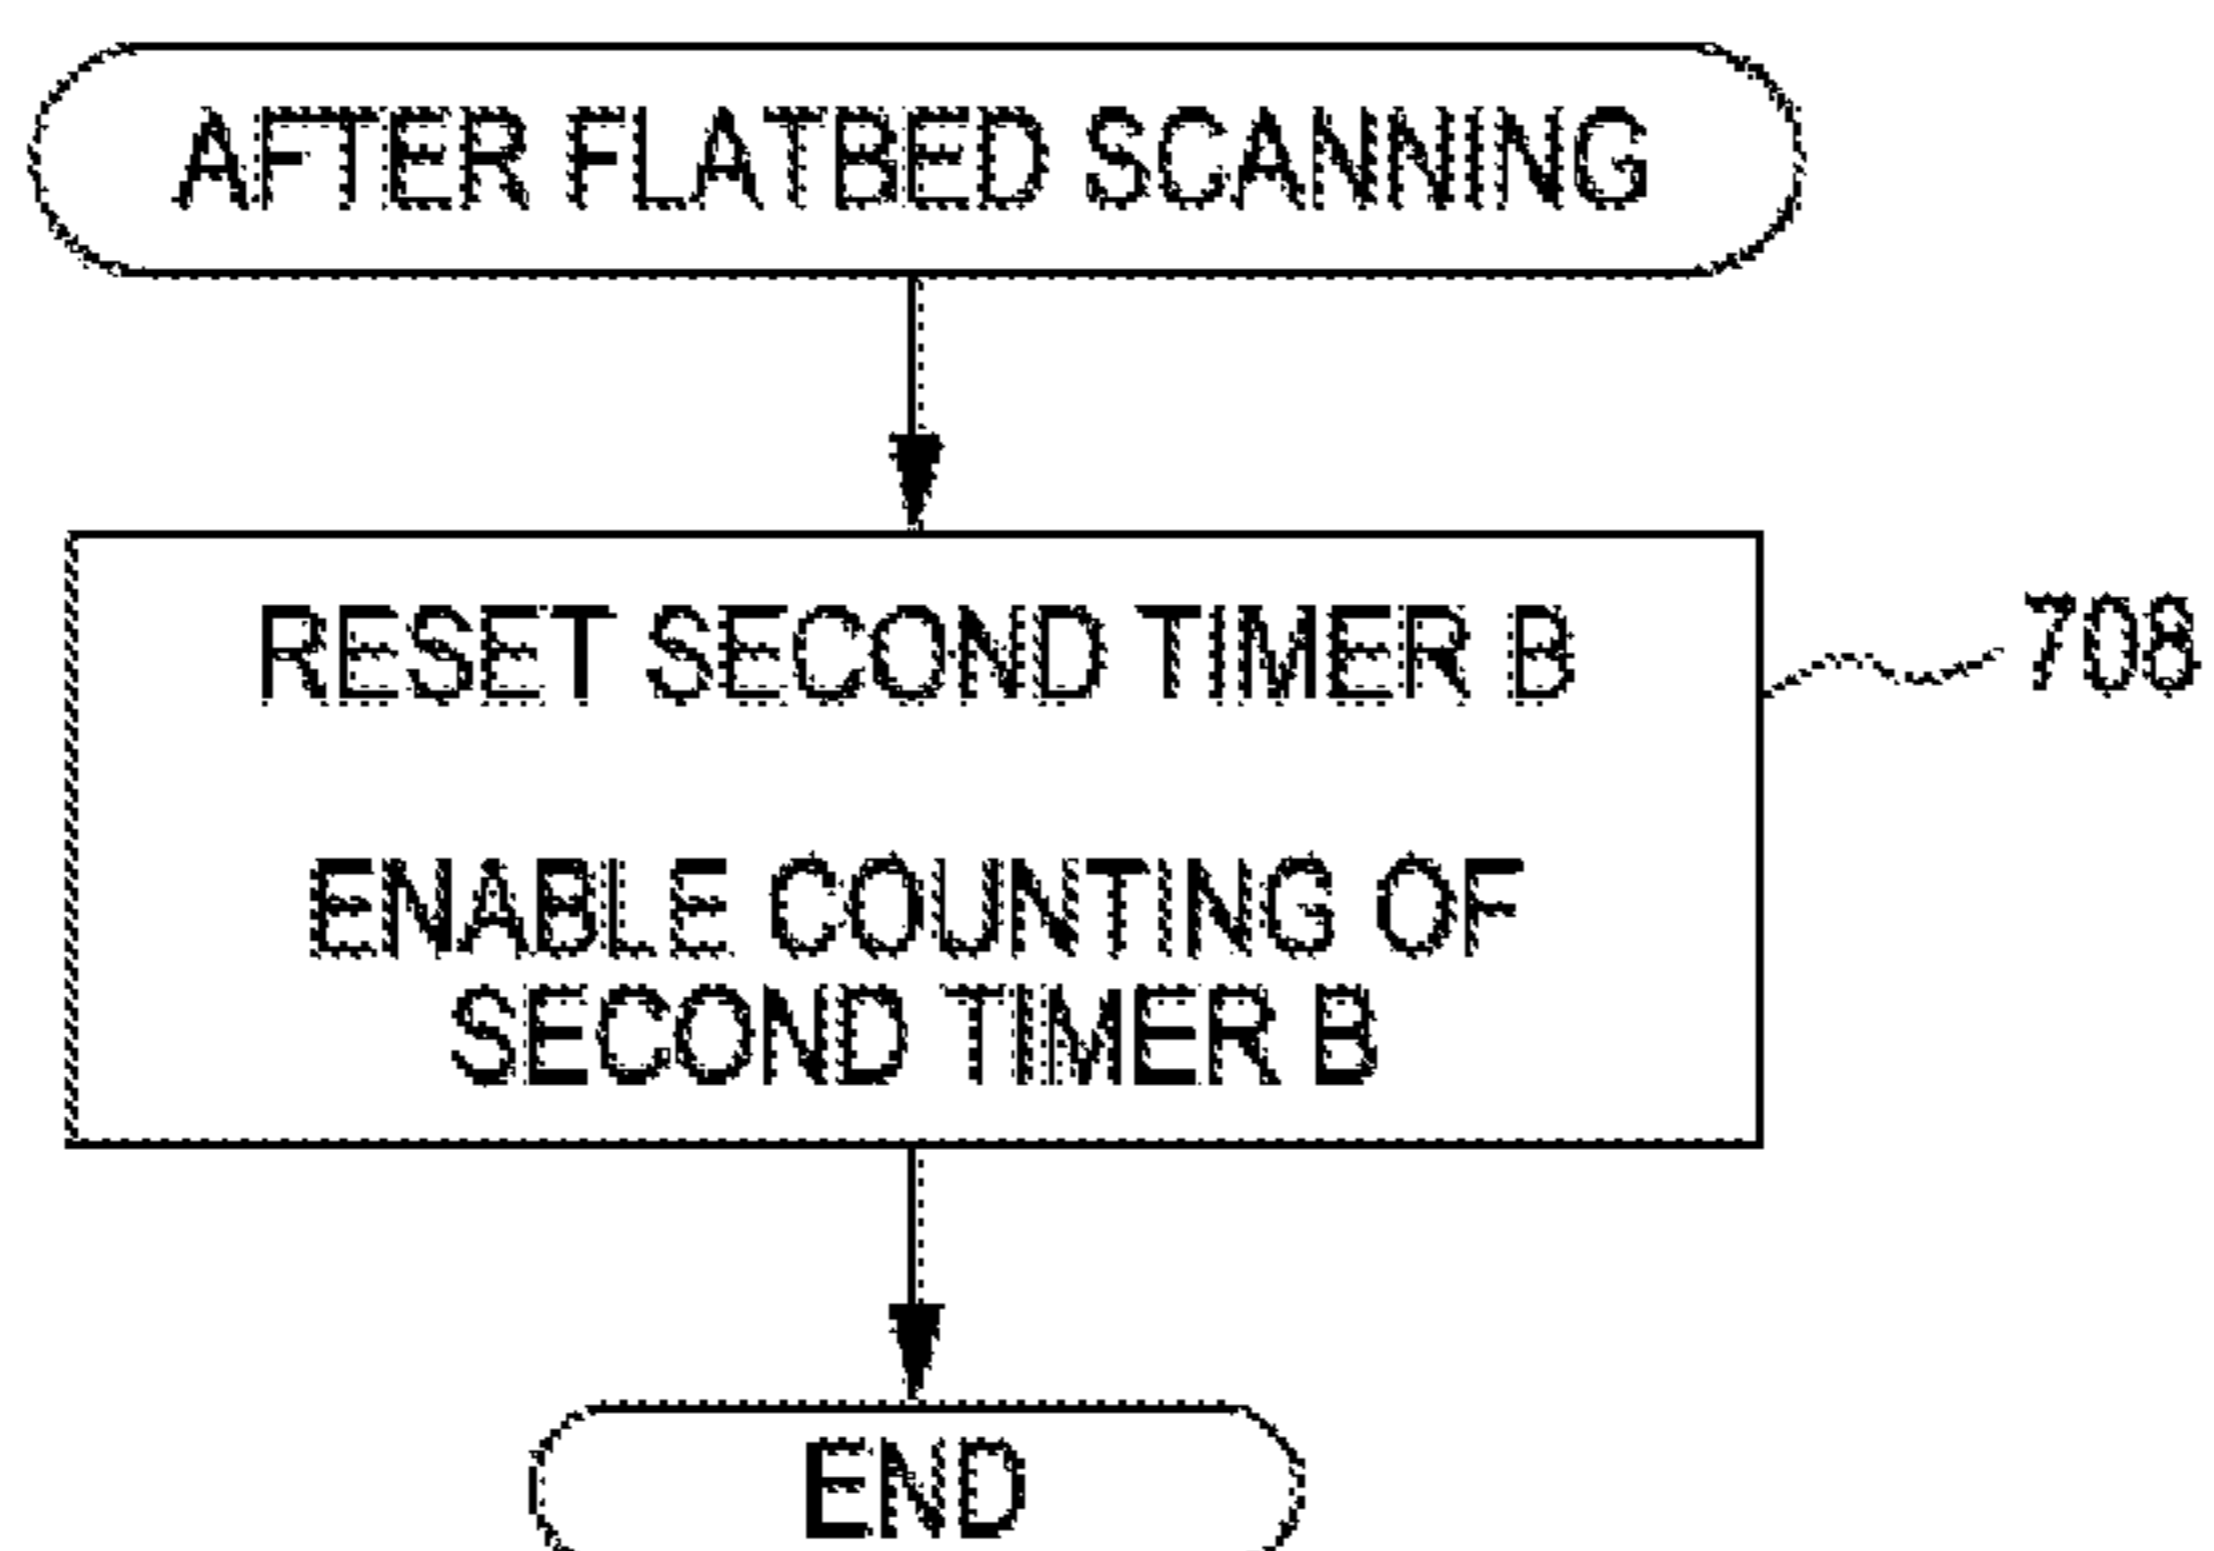 AFTER FLATBED SCANNING
RESET SECOND TIMER B
708
ENABLE COUNTING OF
SECOND TIMER B
END